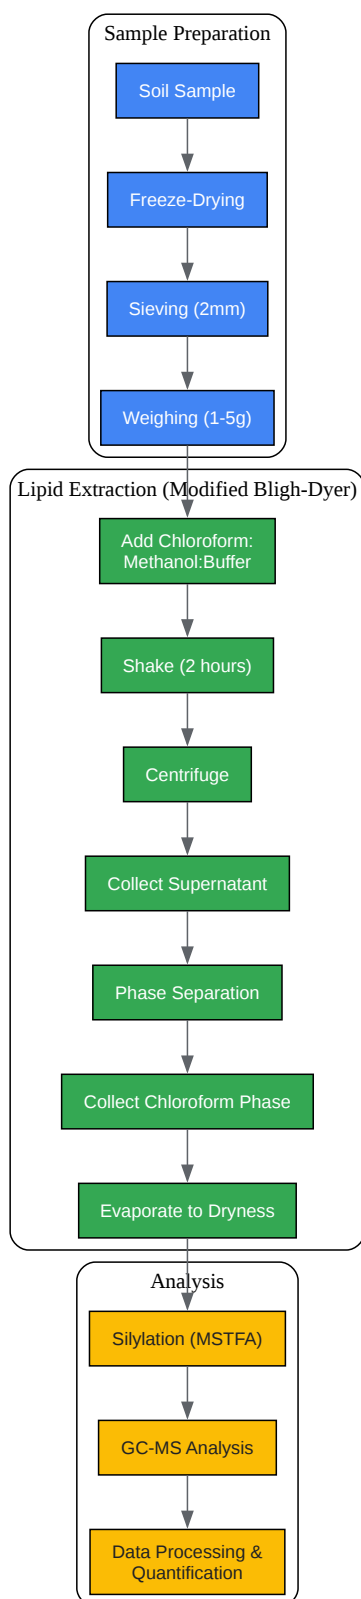 Sample Preparation
Soil Sample
Freeze-Drying
Sieving (2mm)
Weighing (1-5g)
Lipid Extraction (Modified Bligh-Dyer)
Add Chloroform:
Methanol:Buffer
Shake (2 hours)
Centrifuge
Collect Supernatant
Phase Separation
Collect Chloroform Phase
Evaporate to Dryness
Analysis
Silylation (MSTFA)
GC-MS Analysis
Data Processing &
Quantification